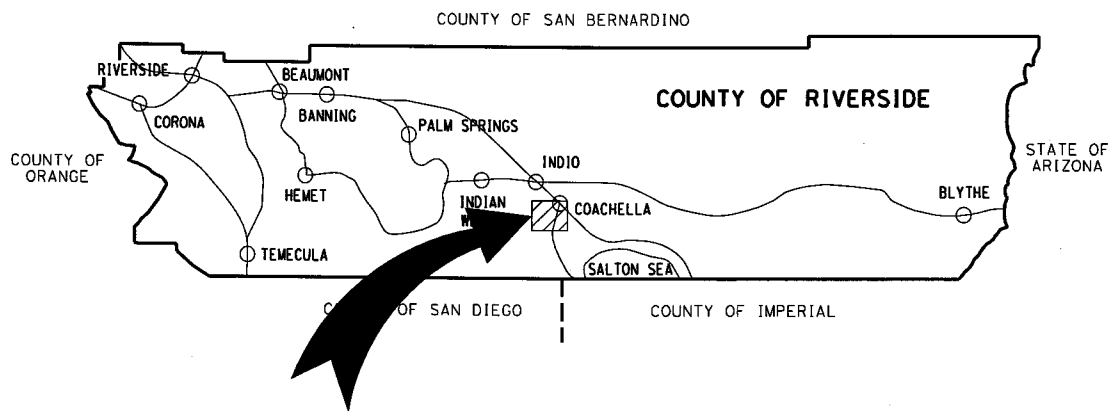 COUNTY OF SAN BERNARDINO
RIVERSIDE
BEAUMONT
COUNTY OF RIVERSIDE
CORONA
BANNING
PALM SPRINGS
COUNTY OF
ORANGE
STATE OF
ARIZONA
INDIO
HEMET
BLYTHE
INDIAN
COACHELLA
TEMECULA
SALTON SEA
OF SAN DIEGO
COUNTY OF IMPERIAL